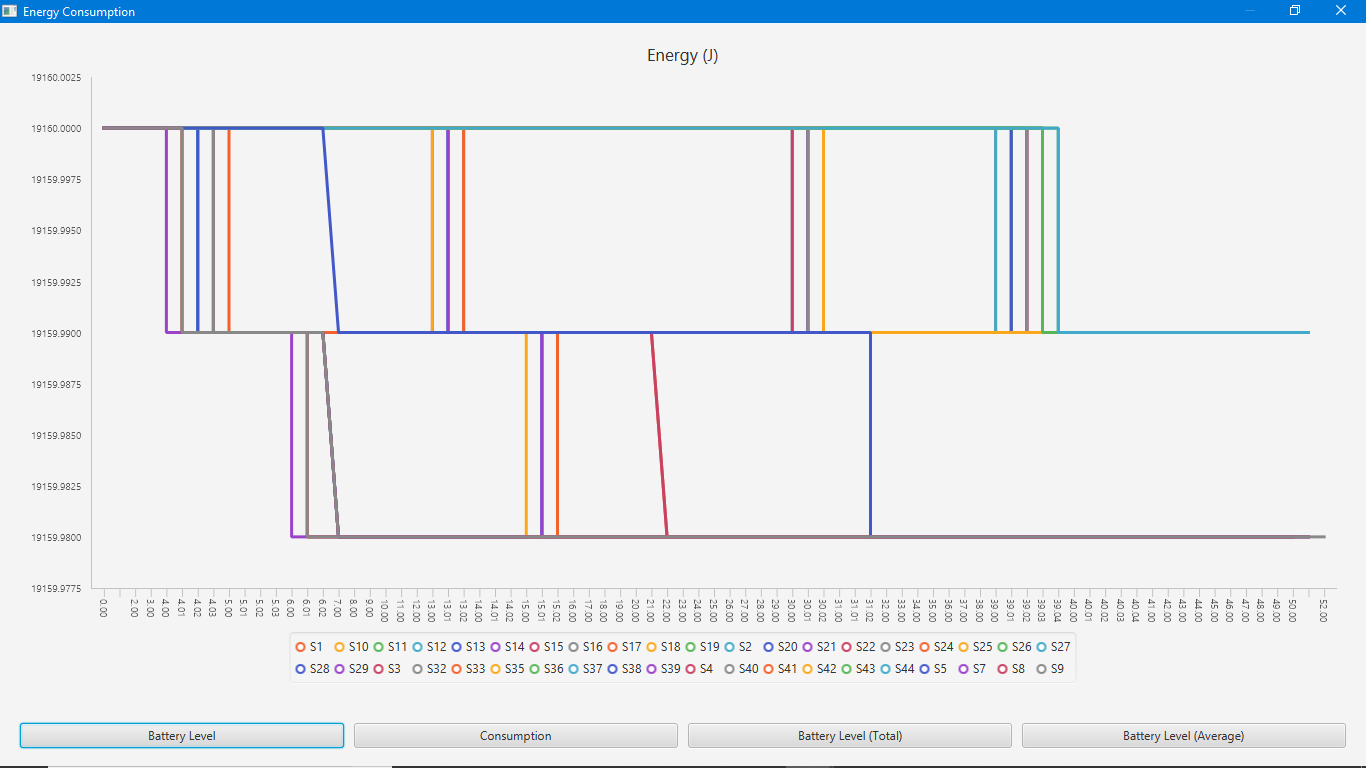 Energy Consumption
Energy (J)
19160.0025
19160.0000
19159.9975
19159.9950
19159.9925
19159.9900
19159.9875
19159.9850
19159.9825
19159.9800
19159.9775
0.00 2.00 3.00 4.00 4.01 4.02 4.03 5.00 5.01 5.02 5.03 6.00 6.01 6.02 7.00 8.00 9.00 10.00 11.00 12.00 13.00 13.01 13.02 14.00 14.01 14.02 15.00 15.01 15.02 16.00 17.00 18.00 19.00 20.00 21.00 22.00 23.00 24.00 25.00 26.00 27.00 28.00 29.00 30.00 30.01 30.02 31.00 31.01 31.02 32.00 33.00 34.00 35.00 36.00 37.00 38.00 39.00 39.01 39.02 39.03 39.04 40.00 40.01 40.02 40.03 40.04 41.00 42.00 43.00 44.00 45.00 46.00 47.00 48.00 49.00 50.00 52.00
S1 S10 S11 S12 S13 S14 S15 S16 S17 S18 S19 S2 S20 S21 S22 S23 S24 S25 S26 S27
S28 S29 S3 S32 S33 S35 S36 S37 S38 S39 S4 S40 S41 S42 S43 S44 S5 S7 S8 S9
Battery Level Consumption Battery Level (Total) Battery Level (Average)